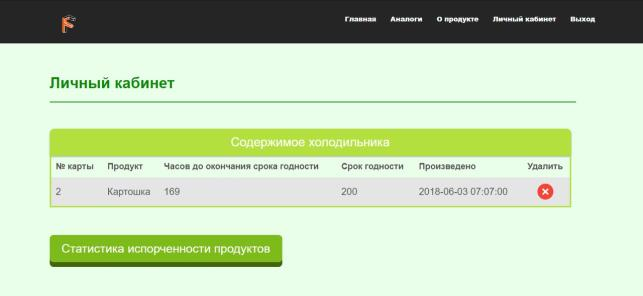 Главная Аналоги О продукте Личный кабинет Выход
Личный кабинет
Содержимое холодильника
№ карты Продукт Часов до окончания срока годности Срок годности Произведено Удалить
2 Картошка 169 200 2018-06-03 07:07:00
Статистика испорченности продуктов